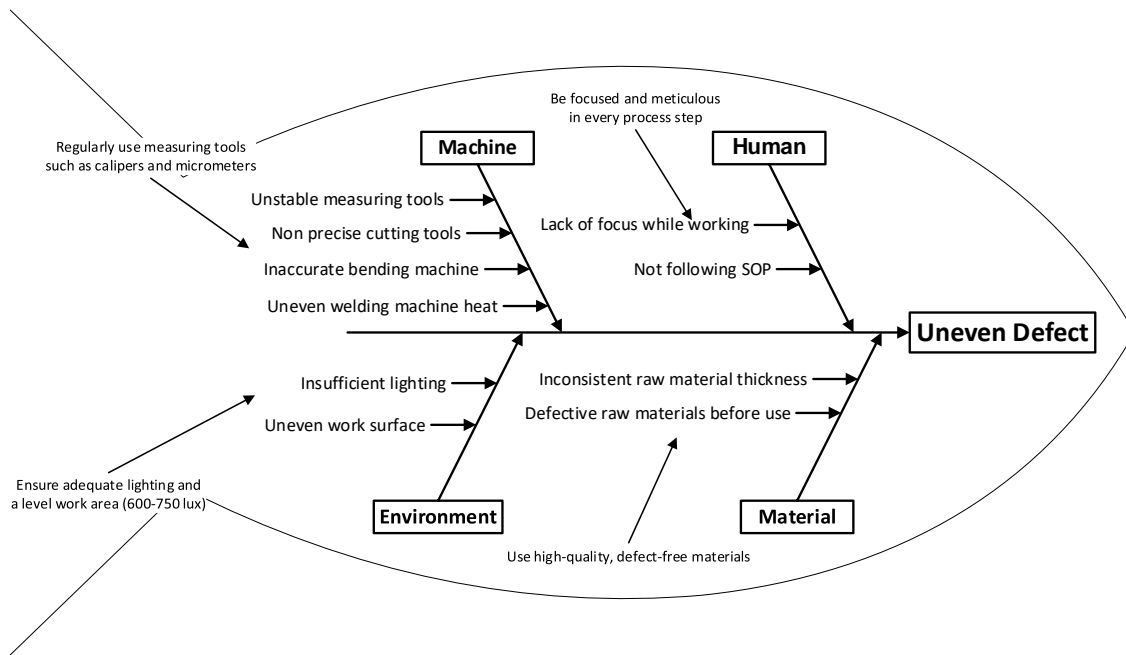 Be focused and meticulous
in every process step
Regularly use measuring tools
such as calipers and micrometers
Machine
Human
Unstable measuring tools
Non precise cutting tools
Inaccurate bending machine
Uneven welding machine heat
Lack of focus while working
Not following SOP
Uneven Defect
Insufficient lighting
Uneven work surface
Inconsistent raw material thickness
Defective raw materials before use
Ensure adequate lighting and
a level work area (600-750 lux)
Environment
Material
Use high-quality, defect-free materials